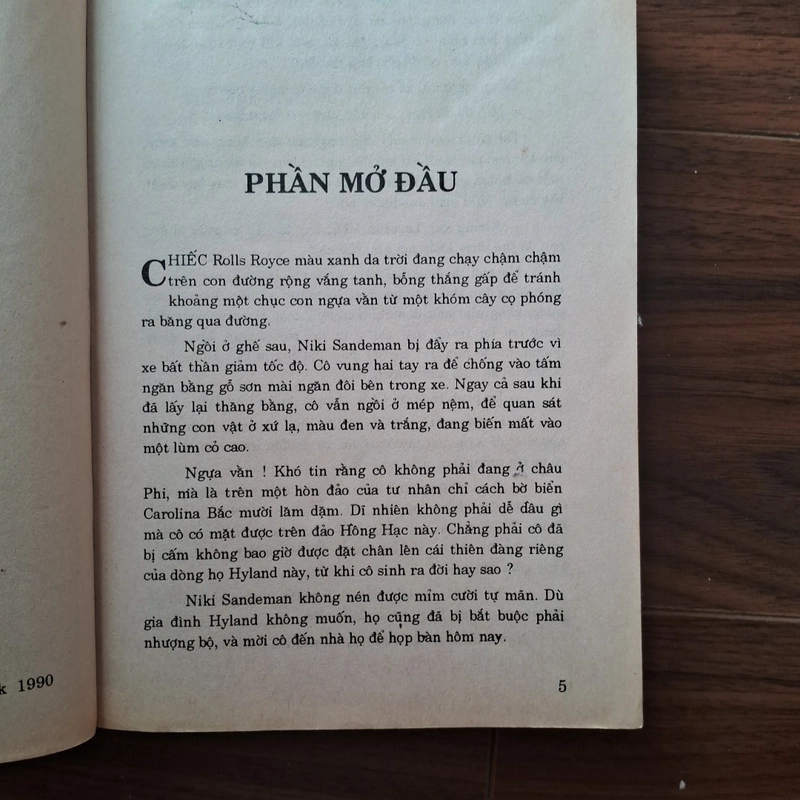 PHẦN MỞ ĐẦU
CHIẾC Rolls Royce màu xanh da trời đang chạy chậm chậm
trên con đường rộng vắng tanh, bỗng thắng gấp để tránh
khoảng một chục con ngựa vằn từ một khóm cây cọ phóng
ra băng qua đường.
Ngồi ở ghế sau, Niki Sandeman bị đẩy ra phía trước vì
xe bất thần giảm tốc độ. Cô vung hai tay ra để chống vào tấm
ngăn bằng gỗ sơn mài ngăn đôi bên trong xe. Ngay cả sau khi
đã lấy lại thăng bằng, cô vẫn ngồi ở mép nệm, để quan sát
những con vật ở xứ lạ, màu đen và trắng, đang biến mất vào
một lùm cỏ cao.
Ngựa vằn ! Khó tin rằng cô không phải đang ở châu
Phi, mà là trên một hòn đảo của tư nhân chỉ cách bờ biển
Carolina Bắc mười lăm dặm. Dĩ nhiên không phải dễ dầu gì
mà cô có mặt được trên đảo Hồng Hạc này. Chẳng phải cô đã
bị cấm không bao giờ được đặt chân lên cái thiên đàng riêng
của dòng họ Hyland này, từ khi cô sinh ra đời hay sao ?
Niki Sandeman không nén được mỉm cười tự mãn. Dù
gia đình Hyland không muốn, họ cũng đã bị bắt buộc phải
nhượng bộ, và mời cô đến nhà họ để họp bàn hôm nay.
k 1990
5